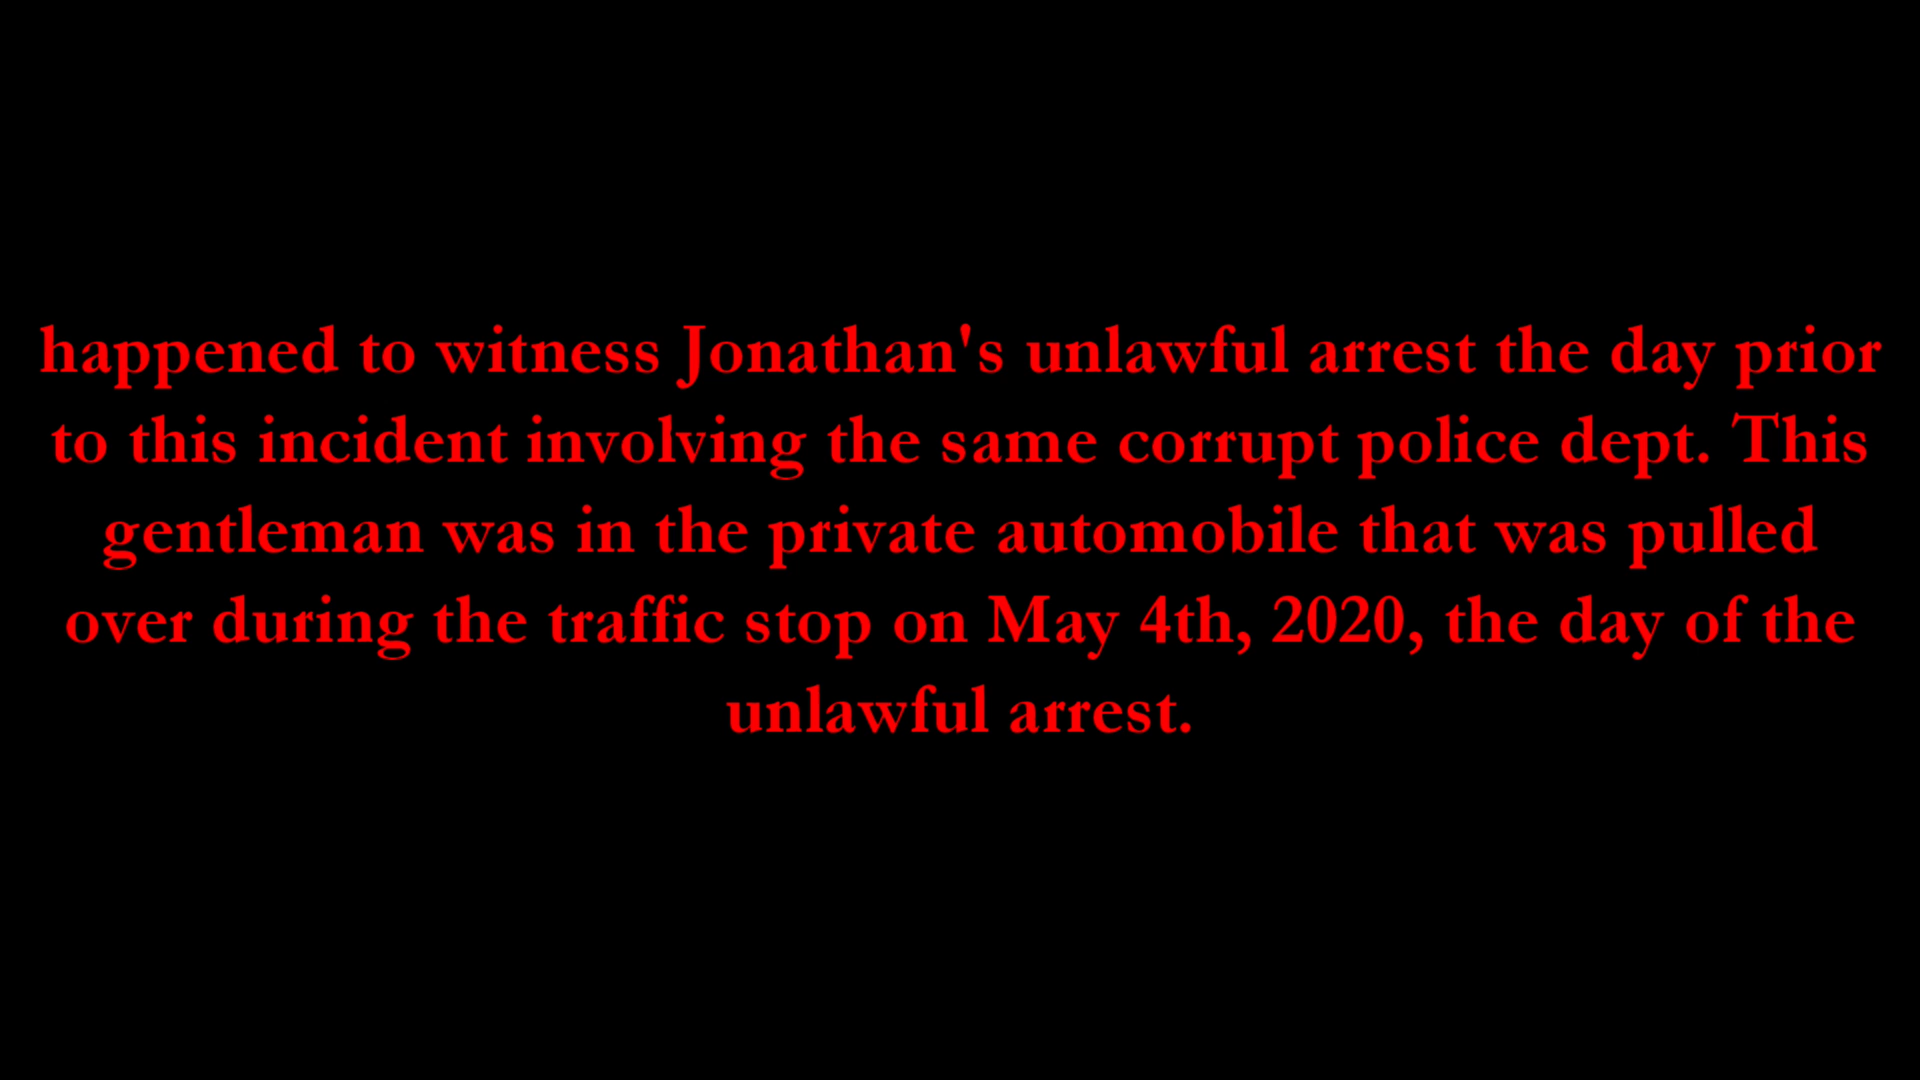 happened to witness Jonathan's unlawful arrest the day prior
to this incident involving the same corrupt police dept. This
gentleman was in the private automobile that was pulled
over during the traffic stop on May 4th, 2020, the day of the
unlawful arrest.